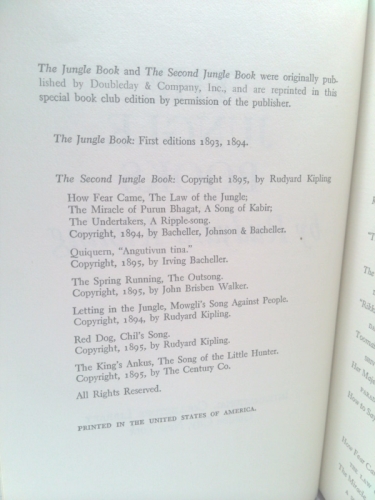 The Jungle Book and The Second Jungle Book were originally pub-
lished by Doubleday & Company, Inc., and are reprinted in this
special book club edition by permission of the publisher.
The Jungle Book: First editions 1893, 1894.
The Second Jungle Book: Copyright 1895, by Rudyard Kipling
How Fear Came, The Law of the Jungle;
The Miracle of Purun Bhagat, A Song of Kabir;
The Undertakers, A Ripple-song.
Copyright, 1894, by Bacheller, Johnson & Bacheller.
Quiquern, "Angutivun tina."
Copyright, 1895, by Irving Bacheller.
The Spring Running, The Outsong.
Copyright, 1895, by John Brisben Walker.
Letting in the Jungle, Mowgli's Song Against People.
Copyright, 1894, by Rudyard Kipling.
Red Dog, Chil's Song.
Copyright, 1895, by Rudyard Kipling.
The King's Ankus, The Song of the Little Hunter.
Copyright, 1895, by The Century Co.
All Rights Reserved.
PRINTED IN THE UNITED STATES OF AMERICA.
Her Maj
How Fear Ca